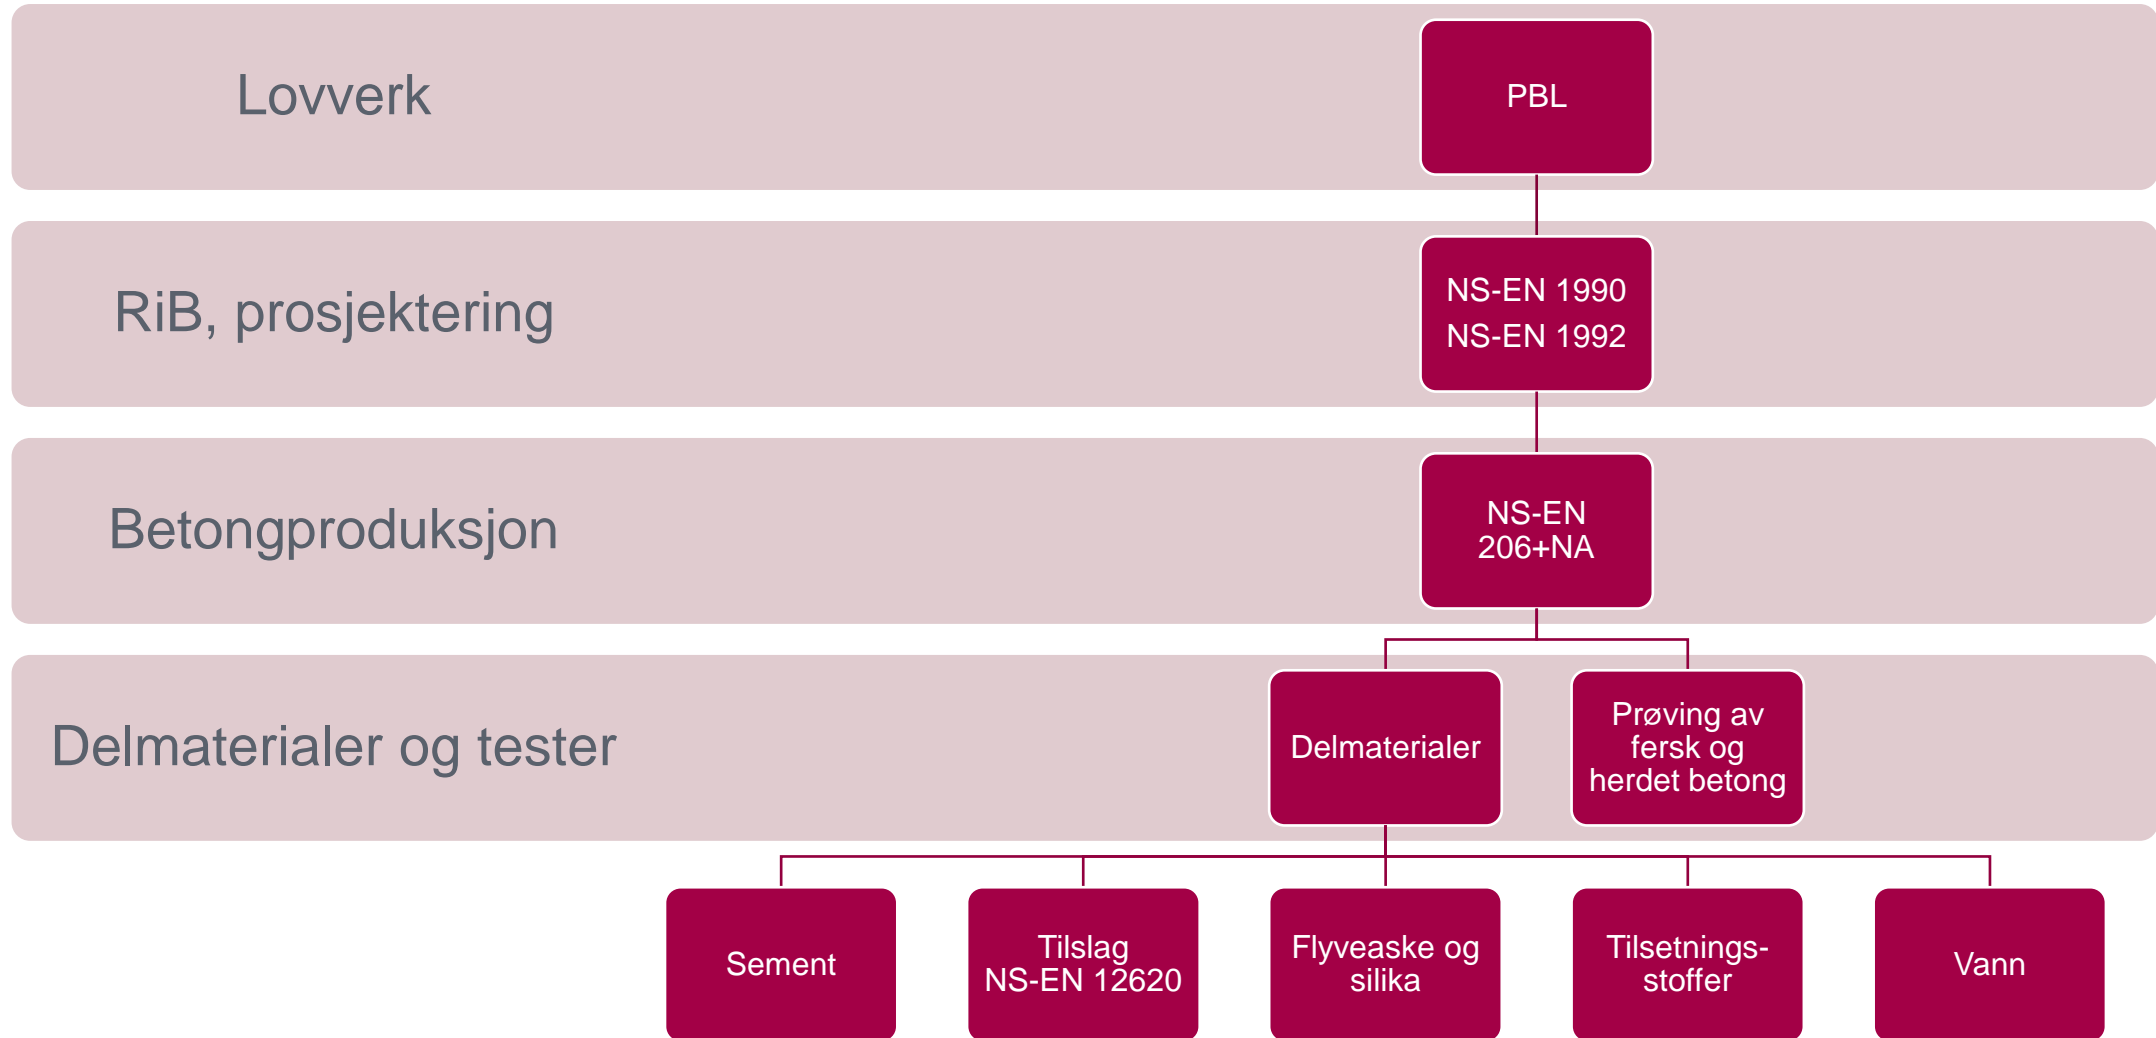 Lovverk
PBL
RiB, prosjektering
NS-EN 1990
NS-EN 1992
Betongproduksjon
NS-EN
206+NA
Delmaterialer og tester
Delmaterialer
Prøving av
fersk og
herdet betong
Sement
Tilslag
NS-EN 12620
Flyveaske og
silika
Tilsetnings-
stoffer
Vann